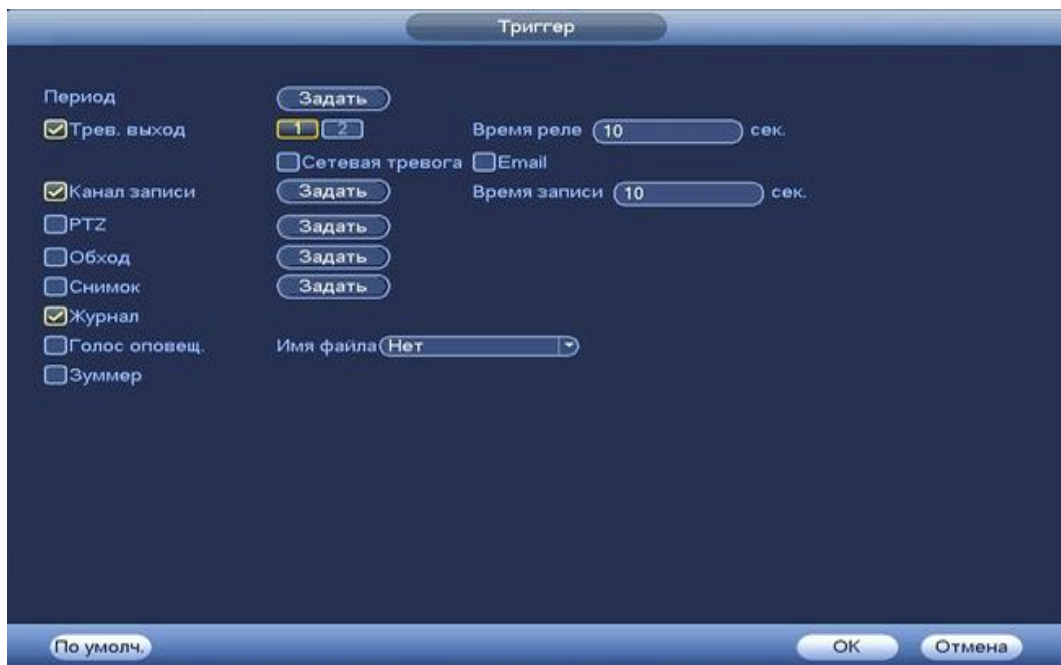 Триггер
Период Задать
Трев. выход 1 2 Время реле 10 сек.
Сетевая тревога Email
Канал записи Задать Время записи 10 сек.
PTZ Задать
Обход Задать
Снимок Задать
Журнал
Голос оповещ. Имя файла Нет
Зуммер
По умолч. OK Отмена